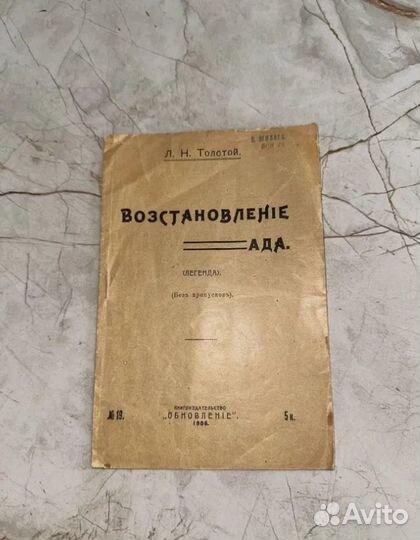 Л. Н. Толстой.
ВОЗСТАНОВЛЕНІЕ
АДА.
(ЛЕГЕНДА).
(Безъ пропусковъ).
№ 19.
КНИГОИЗДАТЕЛЬСТВО
„ОБНОВЛЕНІЕ“.
1906.
5 к.
Avito